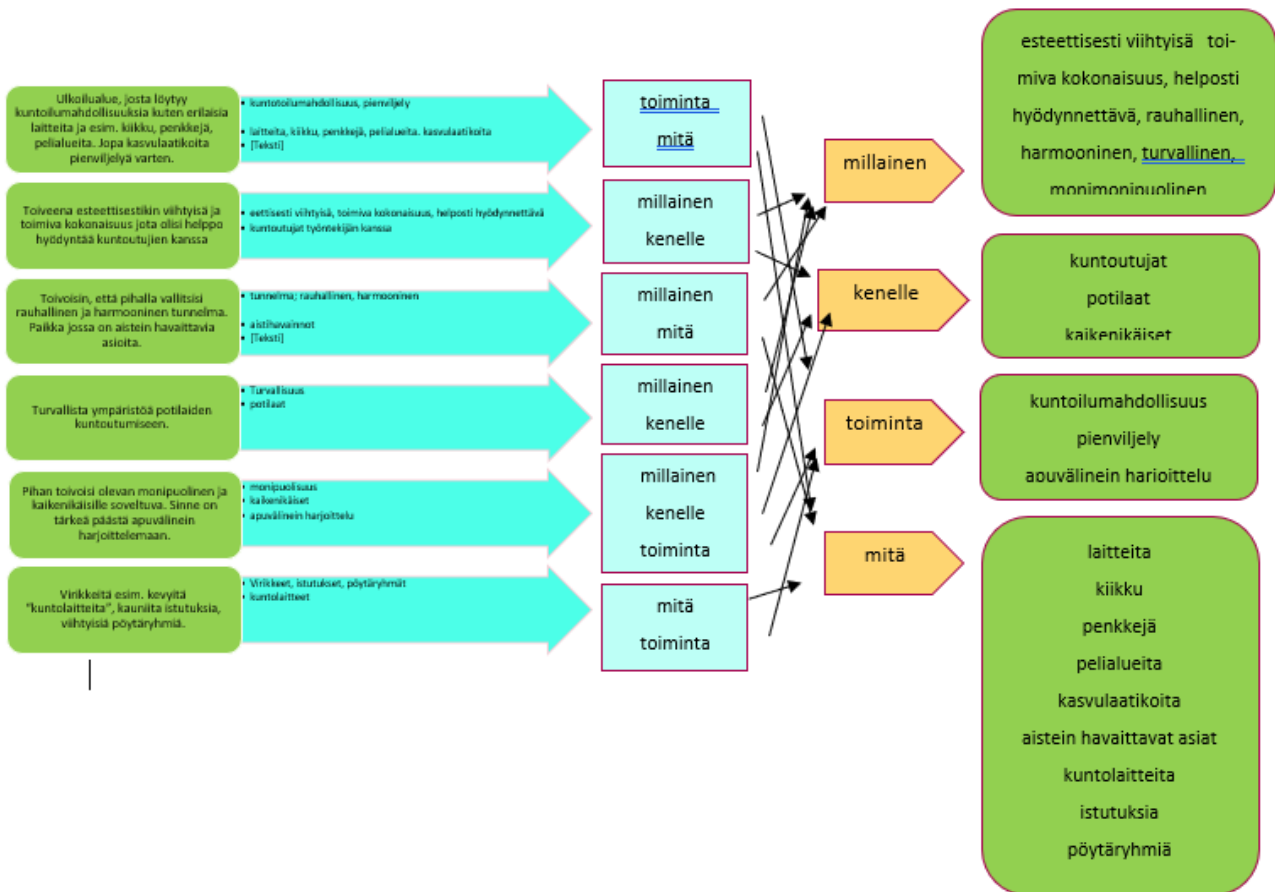 Ulkoilualue, josta löytyy
kuntoilumahdollisuuksia kuten erilaisia
laitteita ja esim. kiikku, penkkejä,
pelialueita. Jopa kasvulaatikoita
pienviljelyä varten.
• kuntotoilumahdollisuus, pienviljely
• laitteita, kiikku, penkkejä, pelialueita. kasvulaatikoita
• [Teksti]
toiminta
mitä
Toiveena esteettisestikin viihtyisä ja
toimiva kokonaisuus jota olisi helppo
hyödyntää kuntoutujien kanssa
• eettisesti viihtyisä, toimiva kokonaisuus, helposti hyödynnettävä
• kuntoutujat työntekijän kanssa
millainen
kenelle
Toivoisin, että pihalla vallitsisi
rauhallinen ja harmooninen tunnelma.
Paikka jossa on aistein havaittavia
asioita.
• tunnelma; rauhallinen, harmooninen
• aistihavainnot
• [Teksti]
millainen
mitä
Turvallista ympäristöä potilaiden
kuntoutumiseen.
• Turvallisuus
• potilaat
millainen
kenelle
Pihan toivoisi olevan monipuolinen ja
kaikenikäisille soveltuva. Sinne on
tärkeä päästä apuvälinein
harjoittelemaan.
• monipuolisuus
• kaikenikäiset
• apuvälinein harjoittelu
millainen
kenelle
toiminta
Virikkeitä esim. kevyitä
"kuntolaitteita", kauniita istutuksia,
viihtyisiä pöytäryhmiä.
• Virikkeet, istutukset, pöytäryhmät
• kuntolaitteet
mitä
toiminta
millainen
kenelle
toiminta
mitä
esteettisesti viihtyisä toi-
miva kokonaisuus, helposti
hyödynnettävä, rauhallinen,
harmooninen, turvallinen,
monimonipuolinen
kuntoutujat
potilaat
kaikenikäiset
kuntoilumahdollisuus
pienviljely
apuvälinein harjoittelu
laitteita
kiikku
penkkejä
pelialueita
kasvulaatikoita
aistein havaittavat asiat
kuntolaitteita
istutuksia
pöytäryhmiä